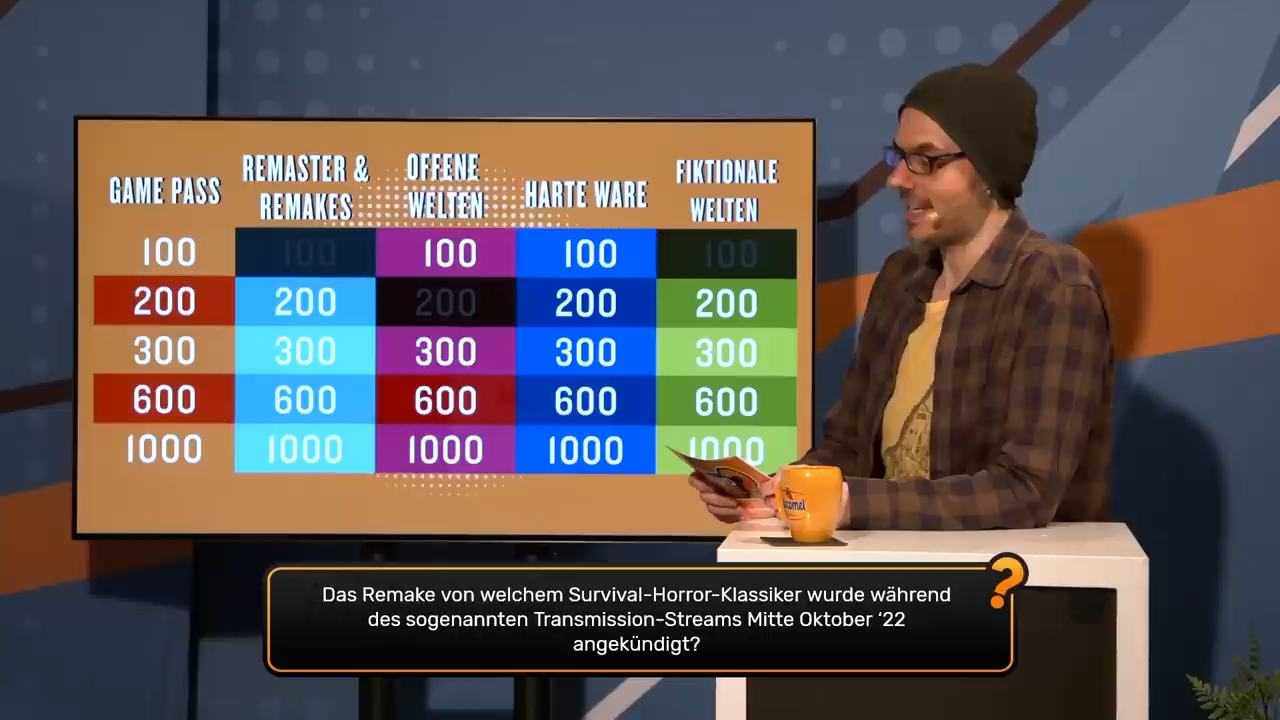 GAME PASS
REMASTER &
REMAKES
OFFENE
WELTEN
HARTE WARE
FIKTIONALE
WELTEN
100 100 100 100 100
200 200 200 200 200
300 300 300 300 300
600 600 600 600 600
1000 1000 1000 1000 1000
Das Remake von welchem Survival-Horror-Klassiker wurde während
des sogenannten Transmission-Streams Mitte Oktober ‘22
angekündigt?
?